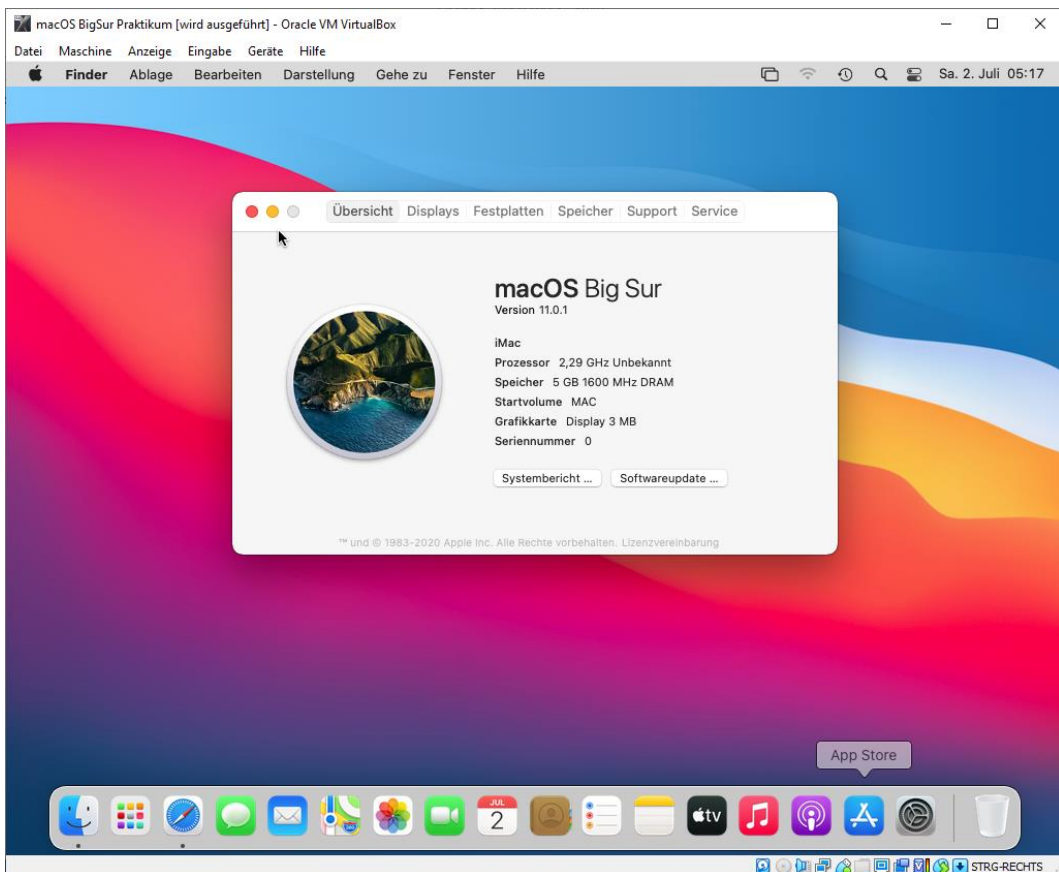 macOS BigSur Praktikum [wird ausgeführt] - Oracle VM VirtualBox
Datei Maschine Anzeige Eingabe Geräte Hilfe
Finder Ablage Bearbeiten Darstellung Gehe zu Fenster Hilfe Sa. 2. Juli 05:17
Übersicht Displays Festplatten Speicher Support Service
macOS Big Sur
Version 11.0.1
iMac
Prozessor 2,29 GHz Unbekannt
Speicher 5 GB 1600 MHz DRAM
Startvolume MAC
Grafikkarte Display 3 MB
Seriennummer 0
Systembericht ... Softwareupdate ...
™ und © 1983-2020 Apple Inc. Alle Rechte vorbehalten. Lizenzvereinbarung
App Store
JUL
2
tv
STRG-RECHTS